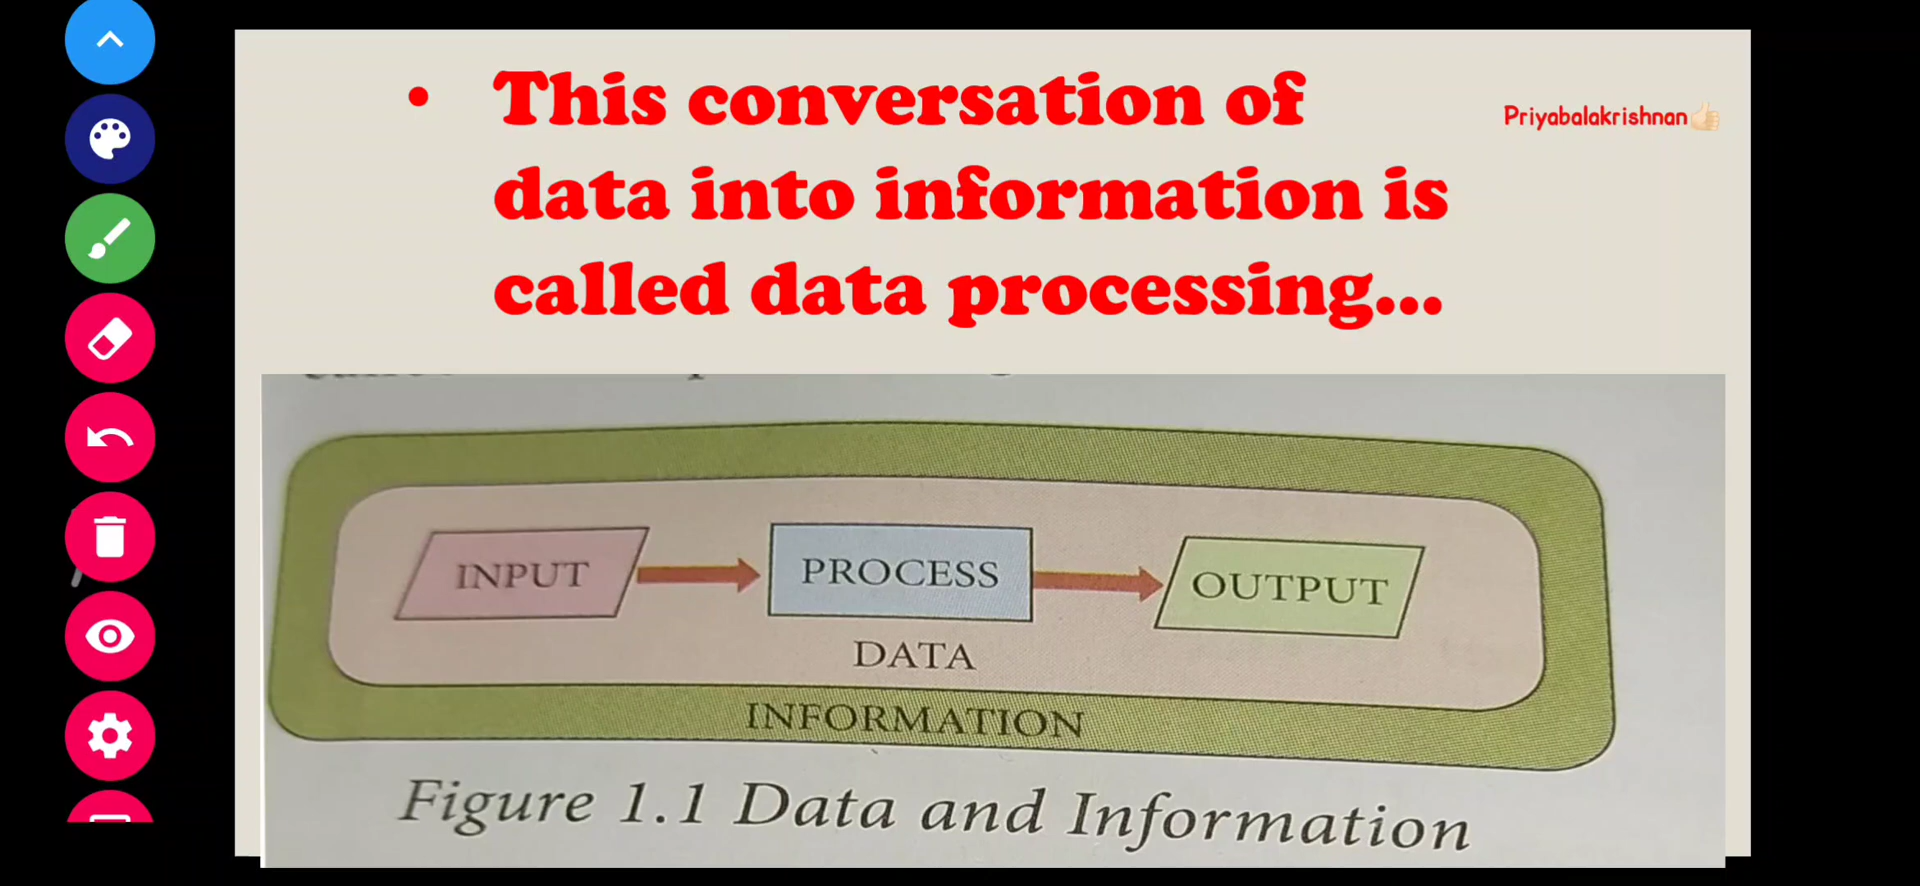 • This conversation of
Priyabalakrishnan👍🏻
data into information is
called data processing...
INPUT
PROCESS
OUTPUT
DATA
INFORMATION
Figure 1.1 Data and Information